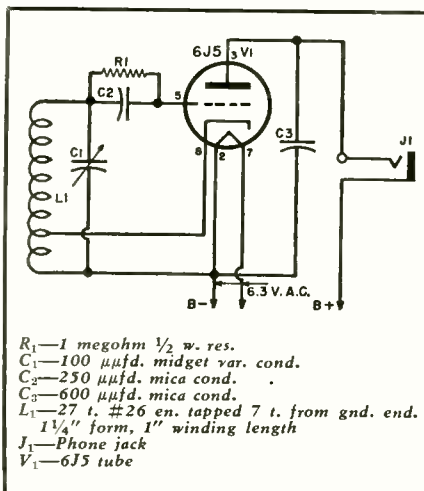 R1
6J5
3 V1
C2
5
C1
8
2
7
C3
J1
L1
6.3 V. A.C.
B-
B+
R₁—1 megohm ½ w. res.
C₁—100 μμfd. midget var. cond.
C₂—250 μμfd. mica cond. .
C₃—600 μμfd. mica cond.
L₁—27 t. #26 en. tapped 7 t. from gnd. end.
1¼" form, 1" winding length
J₁—Phone jack
V₁—6J5 tube